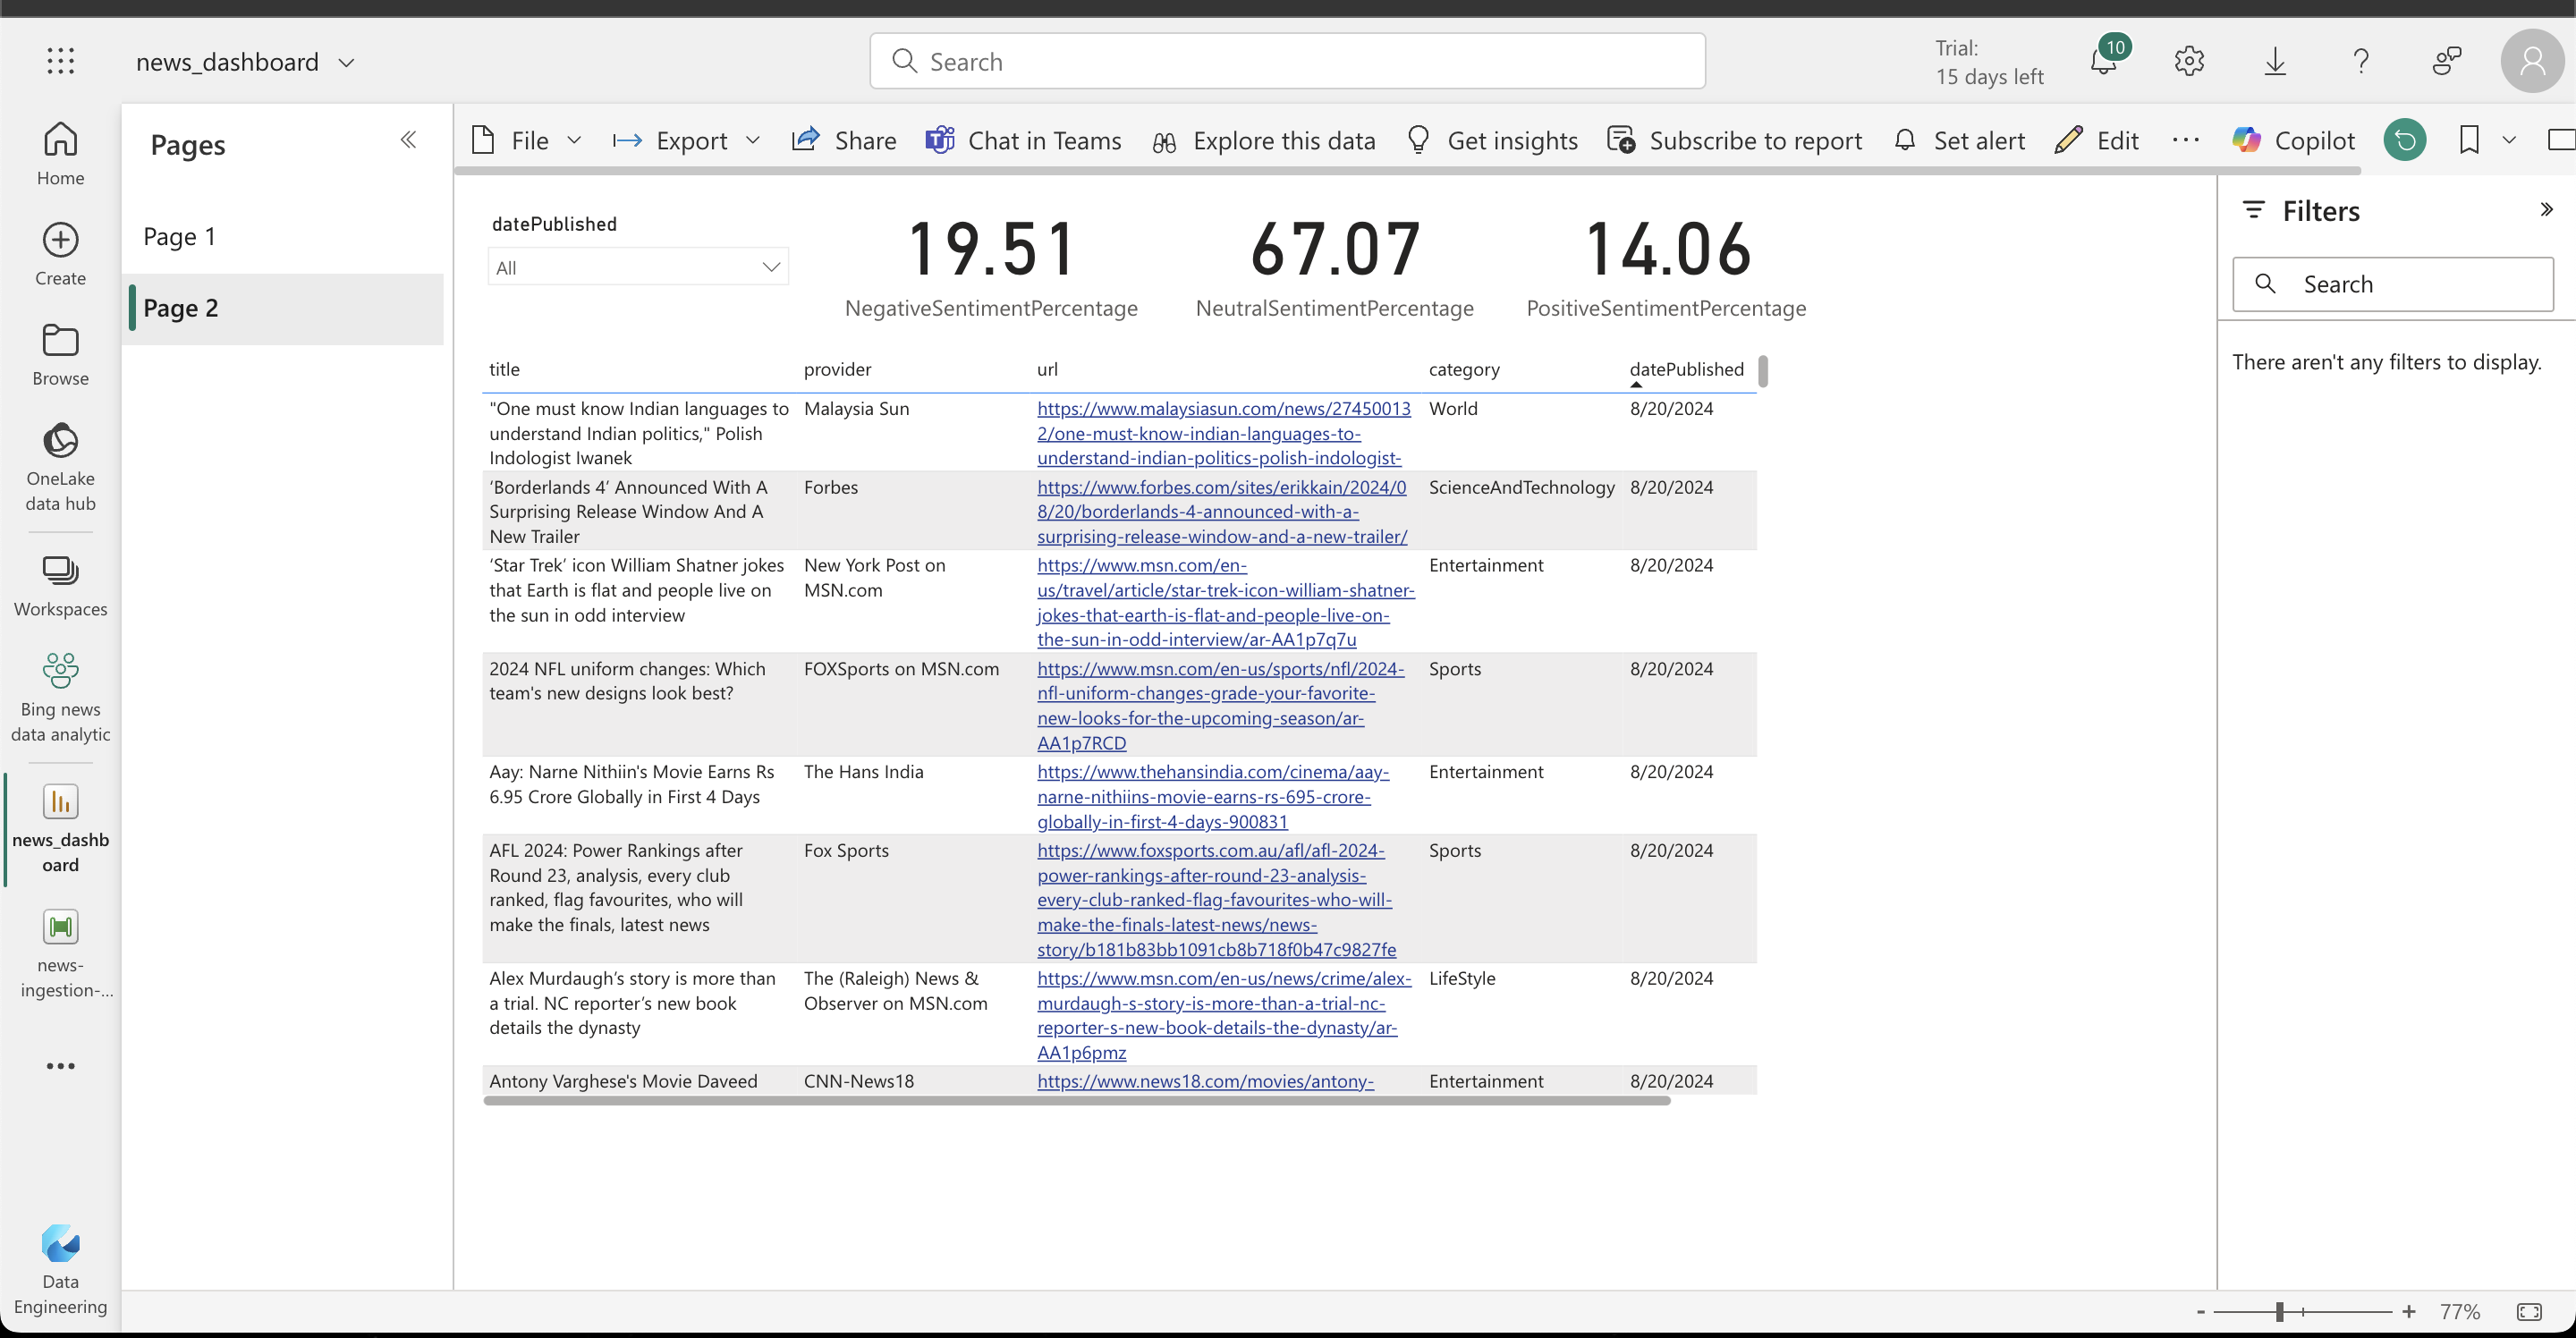 news_dashboard
Search
Trial:
15 days left
10
Home
Create
Browse
OneLake
data hub
Workspaces
Bing news
data analytic
news_dashb
oard
news-
ingestion-...
Data
Engineering
Pages
Page 1
Page 2
File
Export
Share
Chat in Teams
Explore this data
Get insights
Subscribe to report
Set alert
Edit
Copilot
datePublished
All
19.51
NegativeSentimentPercentage
67.07
NeutralSentimentPercentage
14.06
PositiveSentimentPercentage
title provider url category datePublished
"One must know Indian languages to
understand Indian politics," Polish
Indologist Iwanek
Malaysia Sun
https://www.malaysiasun.com/news/27450013
2/one-must-know-indian-languages-to-
understand-indian-politics-polish-indologist-
World
8/20/2024
‘Borderlands 4’ Announced With A
Surprising Release Window And A
New Trailer
Forbes
https://www.forbes.com/sites/erikkain/2024/0
8/20/borderlands-4-announced-with-a-
surprising-release-window-and-a-new-trailer/
ScienceAndTechnology
8/20/2024
‘Star Trek’ icon William Shatner jokes
that Earth is flat and people live on
the sun in odd interview
New York Post on
MSN.com
https://www.msn.com/en-
us/travel/article/star-trek-icon-william-shatner-
jokes-that-earth-is-flat-and-people-live-on-
the-sun-in-odd-interview/ar-AA1p7q7u
Entertainment
8/20/2024
2024 NFL uniform changes: Which
team's new designs look best?
FOXSports on MSN.com
https://www.msn.com/en-us/sports/nfl/2024-
nfl-uniform-changes-grade-your-favorite-
new-looks-for-the-upcoming-season/ar-
AA1p7RCD
Sports
8/20/2024
Aay: Narne Nithiin's Movie Earns Rs
6.95 Crore Globally in First 4 Days
The Hans India
https://www.thehansindia.com/cinema/aay-
narne-nithiins-movie-earns-rs-695-crore-
globally-in-first-4-days-900831
Entertainment
8/20/2024
AFL 2024: Power Rankings after
Round 23, analysis, every club
ranked, flag favourites, who will
make the finals, latest news
Fox Sports
https://www.foxsports.com.au/afl/afl-2024-
power-rankings-after-round-23-analysis-
every-club-ranked-flag-favourites-who-will-
make-the-finals-latest-news/news-
story/b181b83bb1091cb8b718f0b47c9827fe
Sports
8/20/2024
Alex Murdaugh’s story is more than
a trial. NC reporter’s new book
details the dynasty
The (Raleigh) News &
Observer on MSN.com
https://www.msn.com/en-us/news/crime/alex-
murdaugh-s-story-is-more-than-a-trial-nc-
reporter-s-new-book-details-the-dynasty/ar-
AA1p6pmz
LifeStyle
8/20/2024
Antony Varghese's Movie Daveed
CNN-News18
https://www.news18.com/movies/antony-
Entertainment
8/20/2024
Filters
Search
There aren't any filters to display.
- + 77%